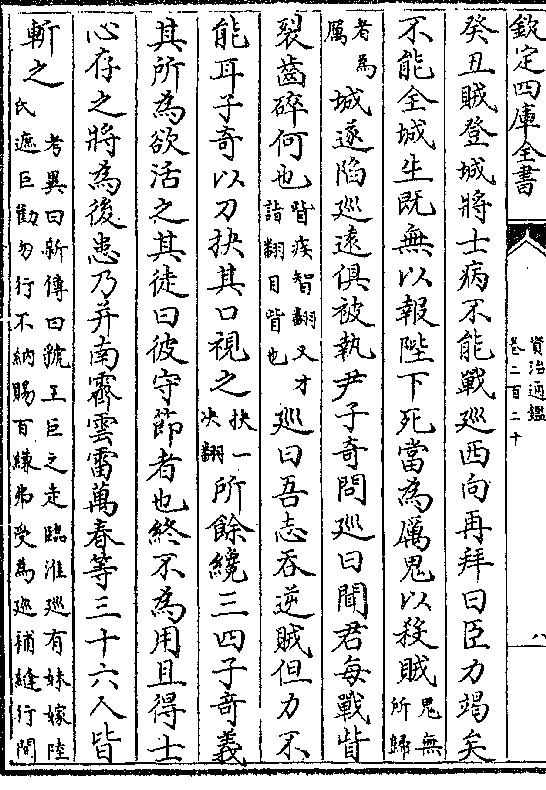 欽定四庫全書
資治通鑑
卷二百二十
八
癸丑賊登城將士病不能戰廵西向再拜曰臣力竭矣
不能全城生既無以報陛下死當為厲鬼以殺賊鬼無所歸
者為厲城遂陷廵逺俱被執尹子竒問廵曰聞君每戰眥
裂齒碎何也眥疾智翻又才詣翻目眥也廵曰吾志吞逆賊但力不
能耳子竒以刀抉其口視之抉一决翻所餘纔三四子竒義
其所為欲活之其徒曰彼守節者也終不為用且得士
心存之將為後患乃并南霽雲雷萬春等三十六人皆
斬之考異曰新傳曰虢王巨之走臨淮廵有妹嫁陸氏遮巨勸勿行不納賜百縑弗受為廵補縫行間